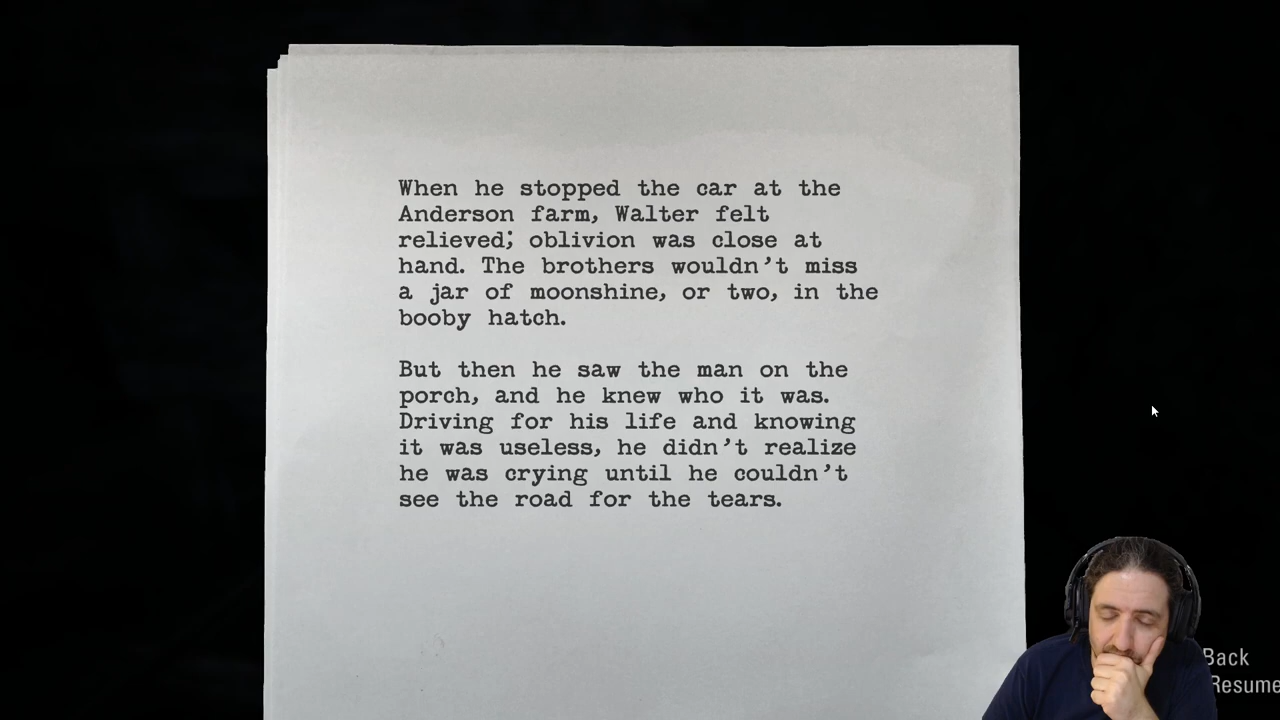 When he stopped the car at the
Anderson farm, Walter felt
relieved; oblivion was close at
hand. The brothers wouldn't miss
a jar of moonshine, or two, in the
booby hatch.
But then he saw the man on the
porch, and he knew who it was.
Driving for his life and knowing
it was useless, he didn't realize
he was crying until he couldn't
see the road for the tears.
Back
Resume